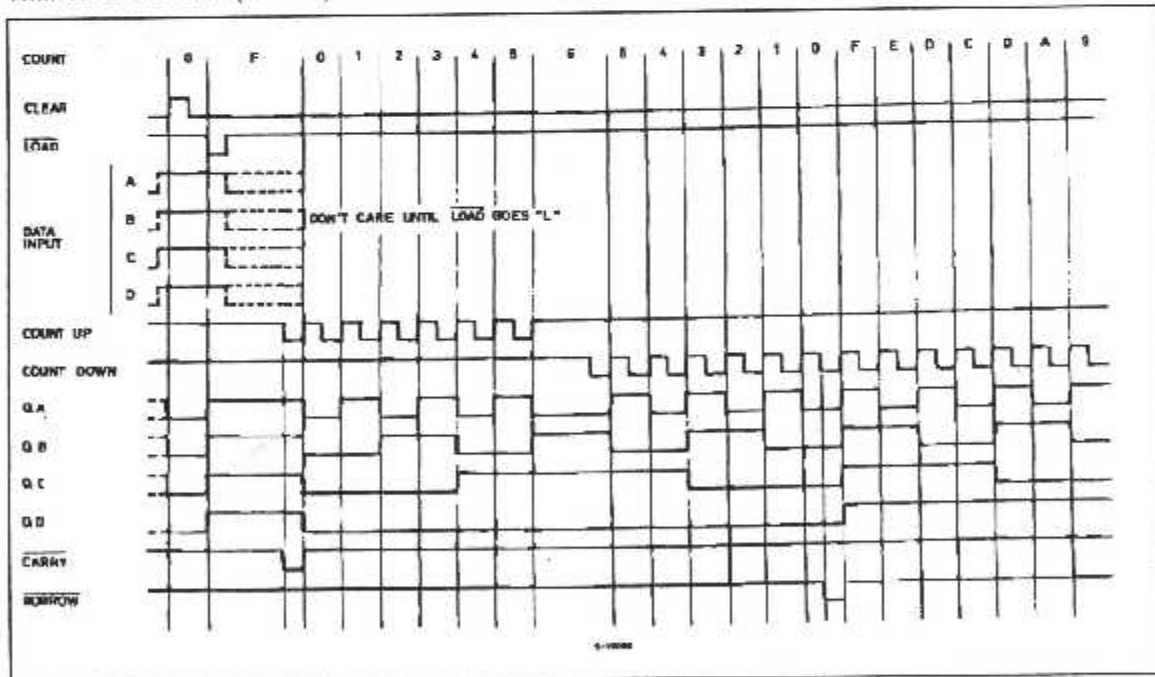 COUNT 0 F 0 1 2 3 4 5 6 5 4 3 2 1 0 F E D C B A 9
CLEAR
LOAD
A
B DON'T CARE UNTIL LOAD GOES "L"
DATA INPUT
C
D
COUNT UP
COUNT DOWN
Q A
Q B
Q C
Q D
CARRY
BORROW